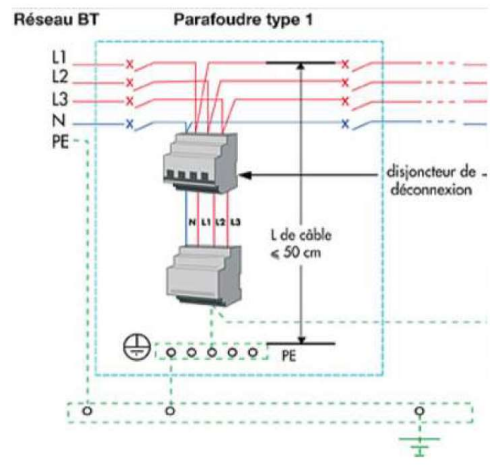 Réseau BT
Parafoudre type 1
L1
L2
L3
N
PE
disjoncteur de
déconnexion
N L1 L2 L3
L de câble
≤ 50 cm
PE